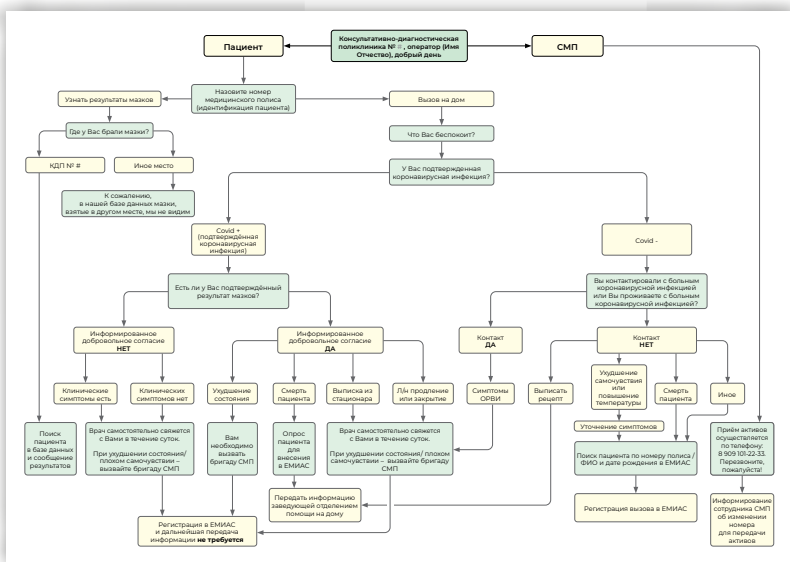 Консультативно-диагностическая
поликлиника № #, оператор (Имя
Отчество), добрый день
Пациент
СМП
Назовите номер
медицинского полиса
(идентификация пациента)
Узнать результаты мазков
Вызов на дом
Где у Вас брали мазки?
Что Вас беспокоит?
КДП № #
Иное место
У Вас подтвержденная
коронавирусная инфекция?
К сожалению,
в нашей базе данных мазки,
взятые в другом месте, мы не видим
Covid +
(подтверждённая
коронавирусная
инфекция)
Covid -
Есть ли у Вас подтверждённый
результат мазков?
Вы контактировали с больным
коронавирусной инфекцией
или Вы проживаете с больным
коронавирусной инфекцией?
Информированное
добровольное согласие
НЕТ
Информированное
добровольное согласие
ДА
Контакт
ДА
Контакт
НЕТ
Клинические
симптомы есть
Клинических
симптомов нет
Ухудшение
состояния
Смерть
пациента
Выписка из
стационара
Л/н продление
или закрытие
Симптомы
ОРВИ
Выписать
рецепт
Ухудшение
самочувствия
или
повышение
температуры
Смерть
пациента
Иное
Уточнение симптомов
Поиск
пациента
в базе данных
и сообщение
результатов
Врач самостоятельно свяжется
с Вами в течение суток.
При ухудшении состояния/
плохом самочувствии –
вызвайте бригаду СМП
Вам
необходимо
вызвать
бригаду СМП
Опрос
пациента
для
внесения
в ЕМИАС
Врач самостоятельно свяжется
с Вами в течение суток.
При ухудшении состояния/ плохом
самочувствии – вызвайте бригаду
СМП
Поиск пациента по номеру полиса /
ФИО и дате рождения в ЕМИАС
Приём активов
осуществляется
по телефону:
8 909 101-22-33.
Перезвоните,
пожалуйста!
Передать информацию
заведующей отделением
помощи на дому
Регистрация вызова в ЕМИАС
Информирование
сотрудника СМП
об изменении
номера
для передачи
активов
Регистрация в ЕМИАС
и дальнейшая передача
информации не требуется